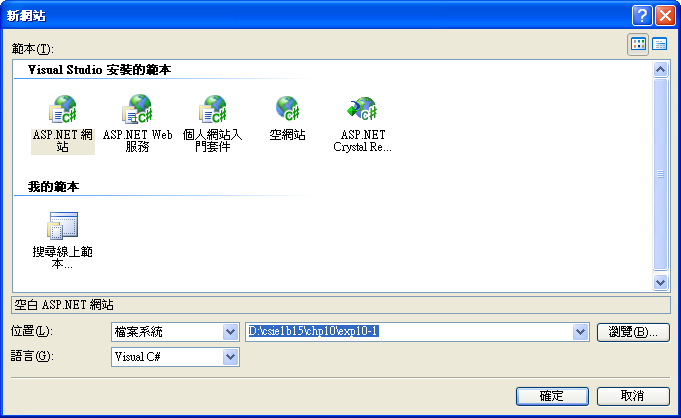 新網站
範本(T):
Visual Studio 安裝的範本
ASP.NET 網站
ASP.NET Web 服務
個人網站入門套件
空網站
ASP.NET Crystal Re...
我的範本
搜尋線上範本...
空白 ASP.NET 網站
位置(L):
檔案系統
D:\csie1b15\chp10\exp10-1
瀏覽(B)...
語言(G):
Visual C#
確定
取消